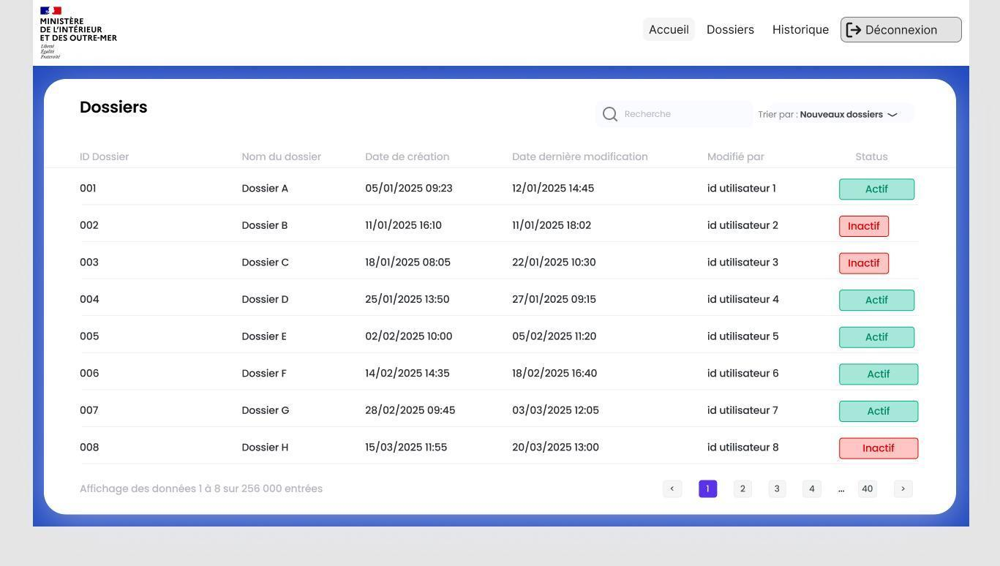 MINISTÈRE
DE L'INTÉRIEUR
ET DES OUTRE-MER
Liberté
Égalité
Fraternité
Accueil Dossiers Historique Déconnexion
Dossiers
Recherche Trier par : Nouveaux dossiers
ID Dossier Nom du dossier Date de création Date dernière modification Modifié par Status
001 Dossier A 05/01/2025 09:23 12/01/2025 14:45 id utilisateur 1 Actif
002 Dossier B 11/01/2025 16:10 11/01/2025 18:02 id utilisateur 2 Inactif
003 Dossier C 18/01/2025 08:05 22/01/2025 10:30 id utilisateur 3 Inactif
004 Dossier D 25/01/2025 13:50 27/01/2025 09:15 id utilisateur 4 Actif
005 Dossier E 02/02/2025 10:00 05/02/2025 11:20 id utilisateur 5 Actif
006 Dossier F 14/02/2025 14:35 18/02/2025 16:40 id utilisateur 6 Actif
007 Dossier G 28/02/2025 09:45 03/03/2025 12:05 id utilisateur 7 Actif
008 Dossier H 15/03/2025 11:55 20/03/2025 13:00 id utilisateur 8 Inactif
Affichage des données 1 à 8 sur 256 000 entrées < 1 2 3 4 ... 40 >